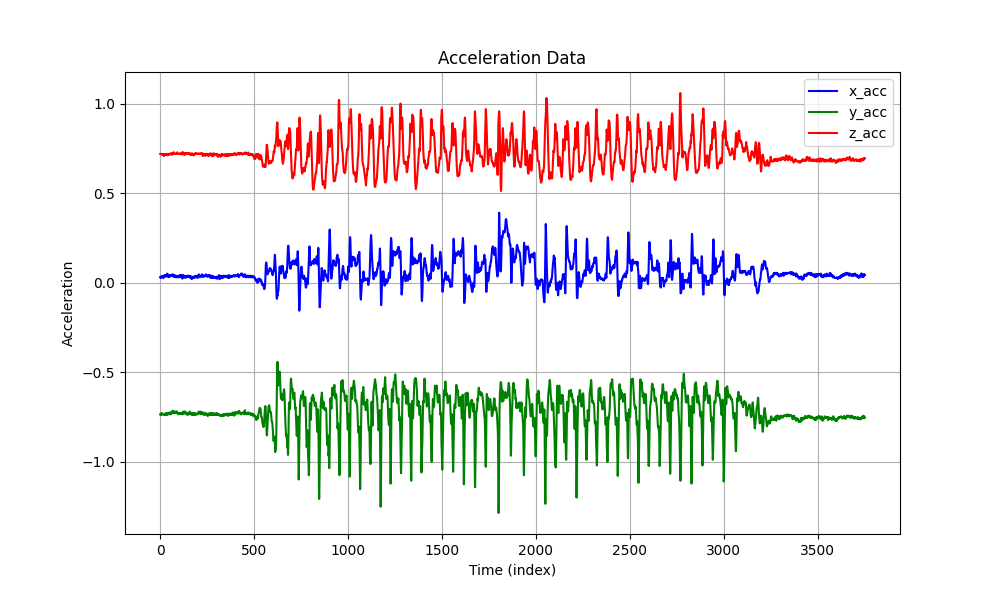 Acceleration Data
x_acc
y_acc
z_acc
Acceleration
1.0
0.5
0.0
−0.5
−1.0
0 500 1000 1500 2000 2500 3000 3500
Time (index)